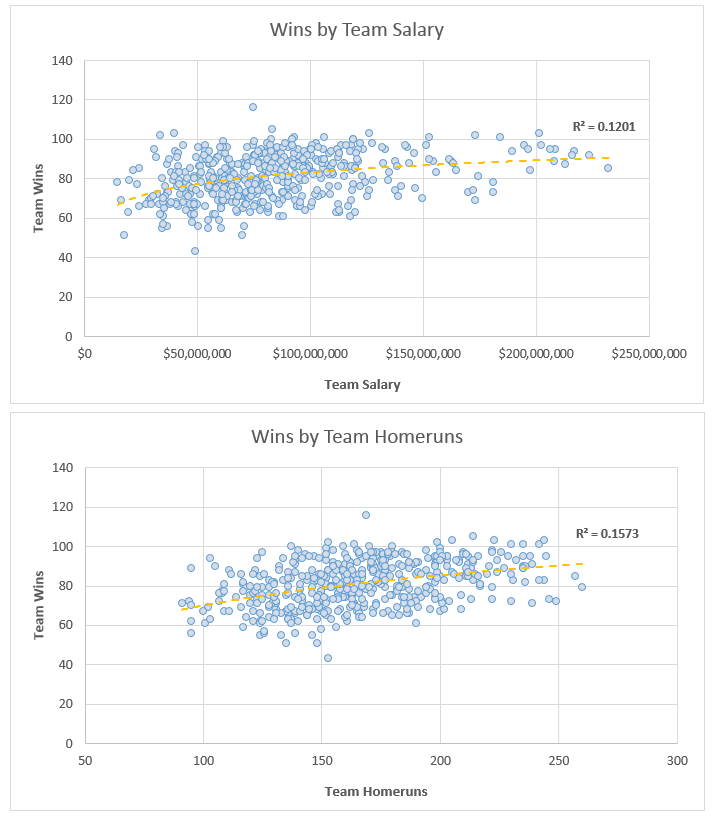 Wins by Team Salary
140
120
R² = 0.1201
100
80
60
40
20
0
Team Wins
$0 $50,000,000 $100,000,000 $150,000,000 $200,000,000 $250,000,000
Team Salary
Wins by Team Homeruns
140
120
R² = 0.1573
100
80
60
40
20
0
Team Wins
50 100 150 200 250 300
Team Homeruns